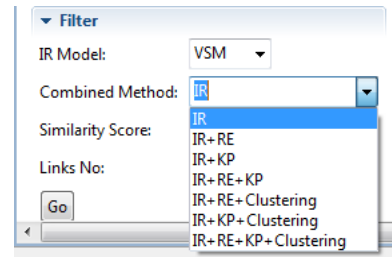 Filter
IR Model: VSM
Combined Method: IR
IR
IR+RE
Similarity Score:
IR+KP
IR+RE+KP
Links No:
IR+RE+Clustering
IR+KP+Clustering
Go
IR+RE+KP+Clustering